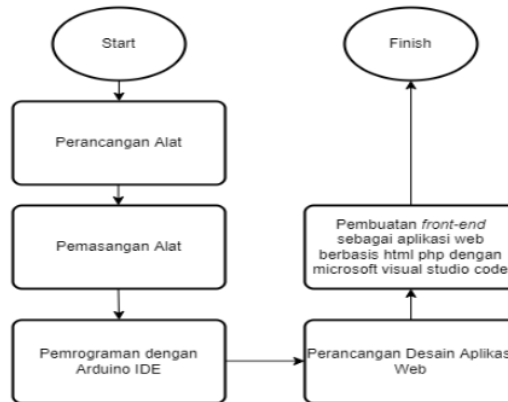 Start
Perancangan Alat
Pemasangan Alat
Pemrograman dengan
Arduino IDE
Perancangan Desain Aplikasi
Web
Pembuatan front-end
sebagai aplikasi web
berbasis html php dengan
microsoft visual studio code
Finish